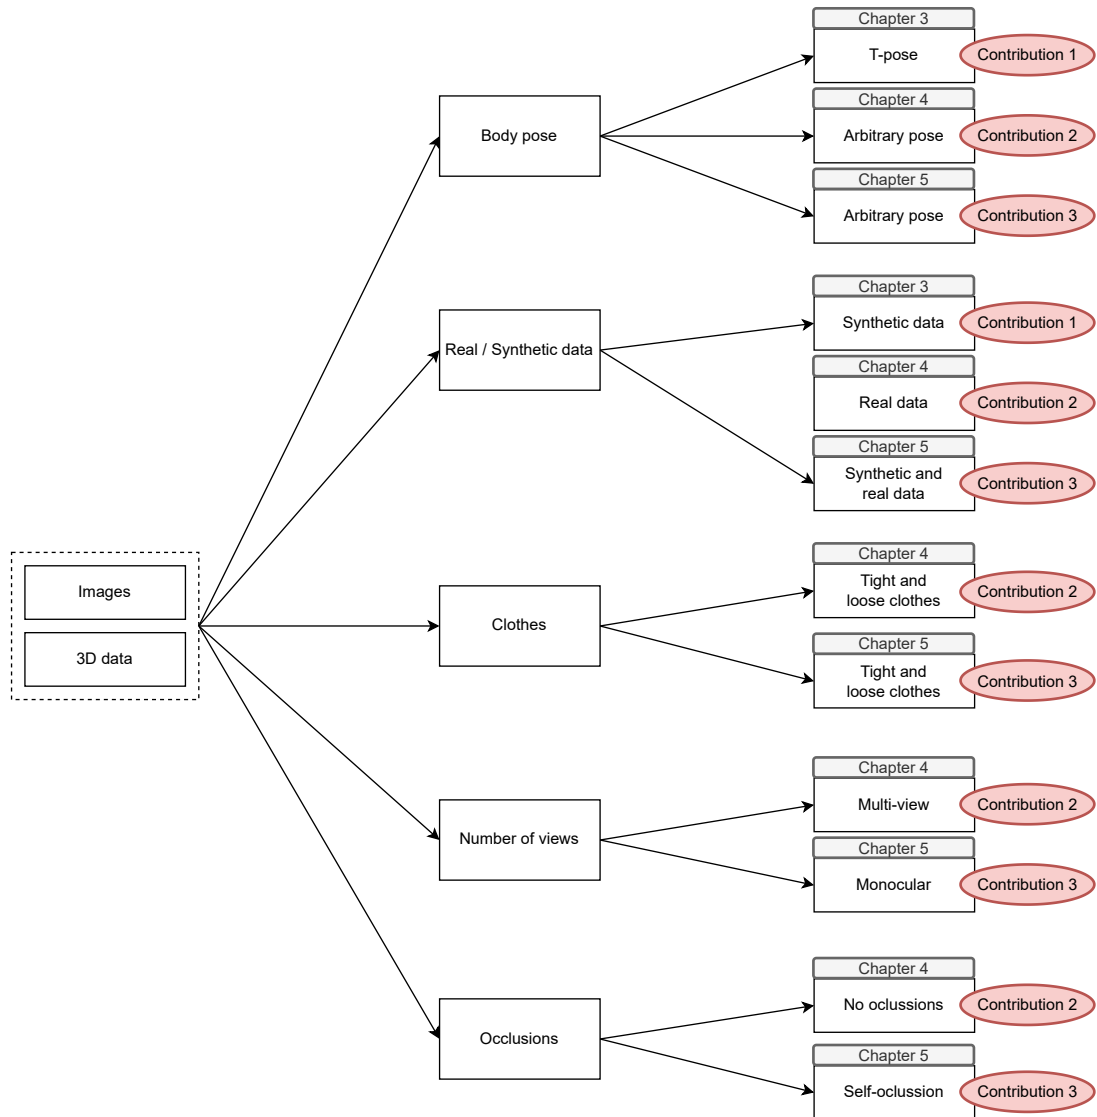 Chapter 3
T-pose
Contribution 1
Chapter 4
Arbitrary pose
Contribution 2
Chapter 5
Arbitrary pose
Contribution 3
Body pose
Chapter 3
Synthetic data
Contribution 1
Chapter 4
Real data
Contribution 2
Chapter 5
Synthetic and
real data
Contribution 3
Real / Synthetic data
Images
3D data
Chapter 4
Tight and
loose clothes
Contribution 2
Chapter 5
Tight and
loose clothes
Contribution 3
Clothes
Chapter 4
Multi-view
Contribution 2
Chapter 5
Monocular
Contribution 3
Number of views
Chapter 4
No oclussions
Contribution 2
Chapter 5
Self-oclussion
Contribution 3
Occlusions